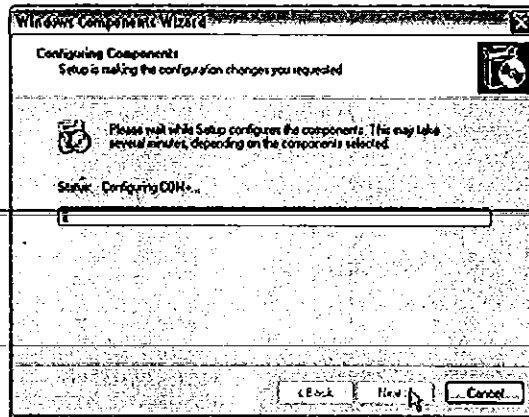 Windows Components Wizard
Configuring Components
Setup is making the configuration changes you requested.
Please wait while Setup configures the components. This may take
several minutes, depending on the components selected.
Status: Configuring COM+...
< Back
Next
Cancel